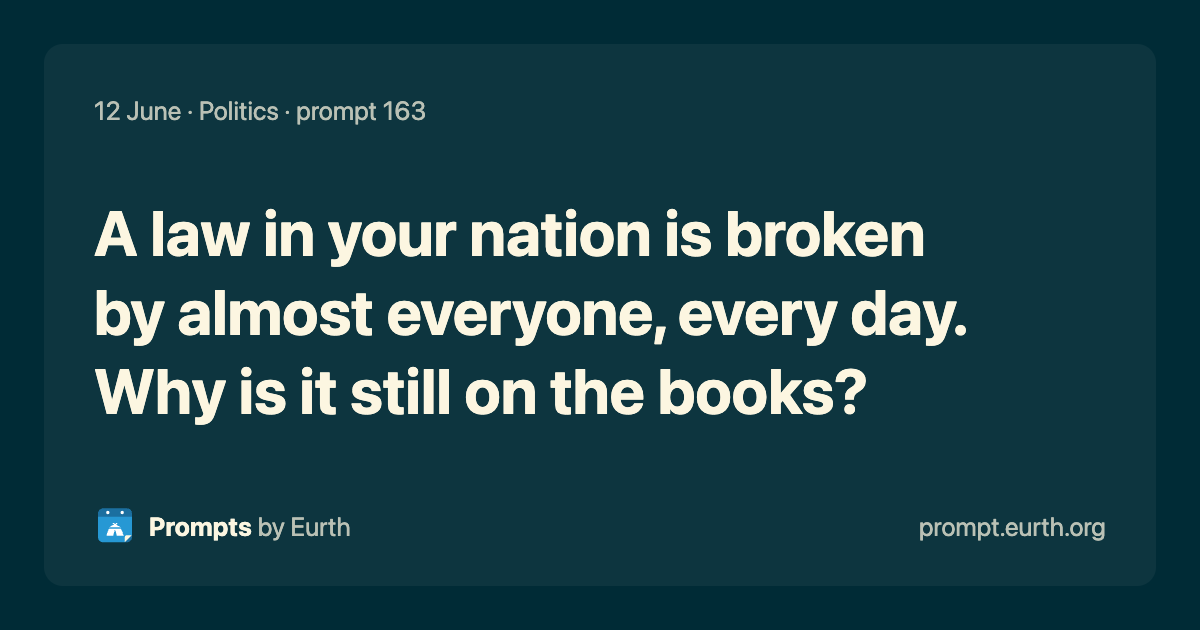 12 June · Politics · prompt 163
A law in your nation is broken
by almost everyone, every day.
Why is it still on the books?
Prompts by Eurth
prompt.eurth.org